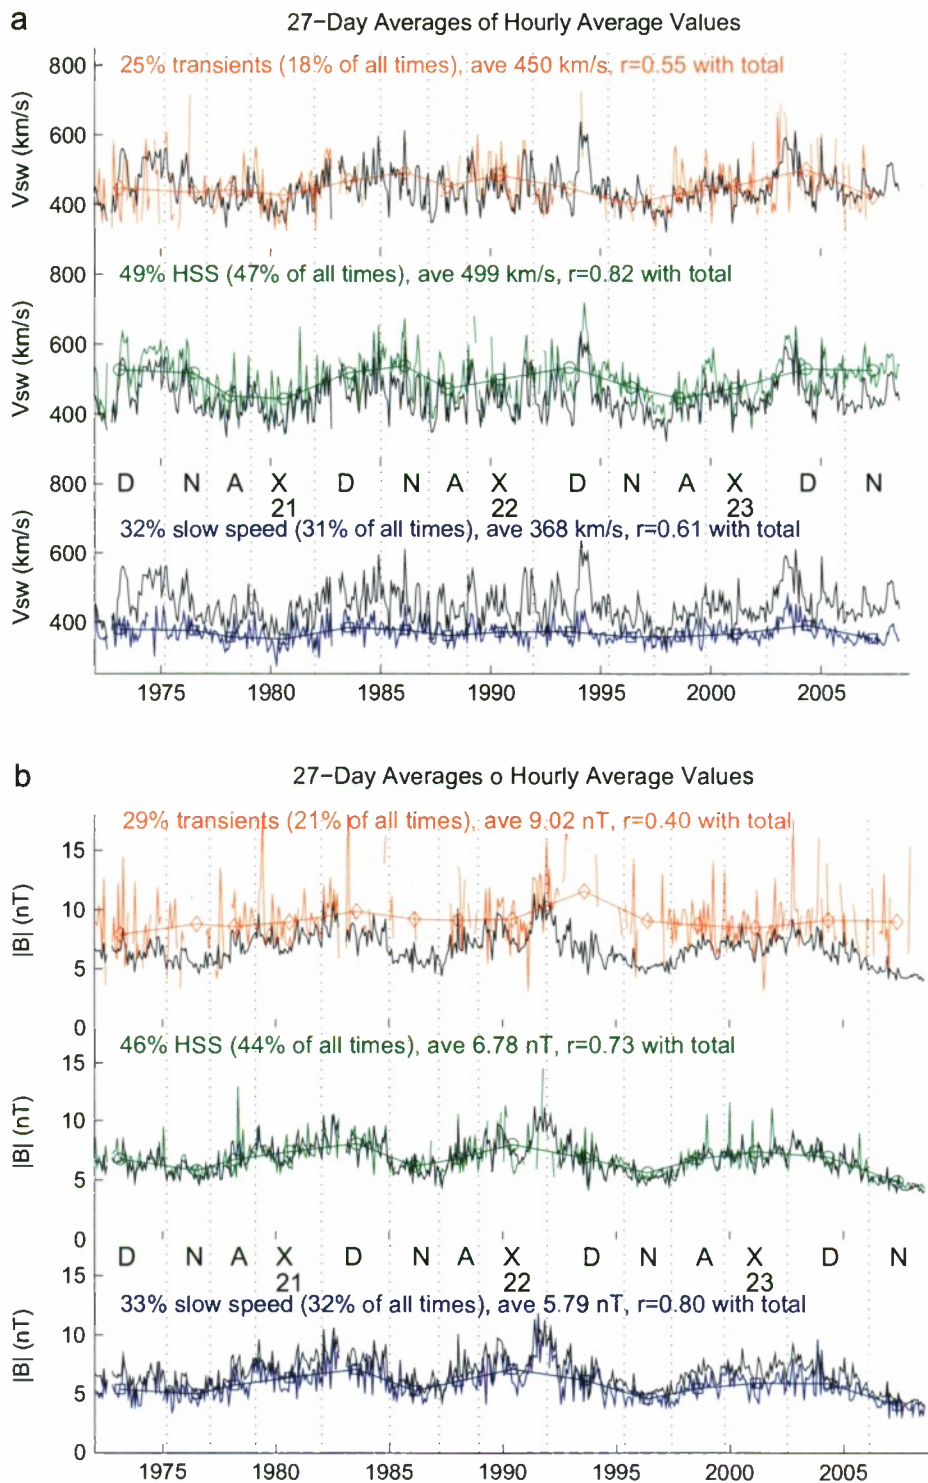 a
27-Day Averages of Hourly Average Values
25% transients (18% of all times), ave 450 km/s, r=0.55 with total
800
600
400
Vsw (km/s)
49% HSS (47% of all times), ave 499 km/s, r=0.82 with total
800
600
400
Vsw (km/s)
D N A X D N A X D N A X D N
21 22 23
32% slow speed (31% of all times), ave 368 km/s, r=0.61 with total
800
600
400
Vsw (km/s)
1975 1980 1985 1990 1995 2000 2005
b
27-Day Averages o Hourly Average Values
29% transients (21% of all times), ave 9.02 nT, r=0.40 with total
15
10
5
0
|B| (nT)
46% HSS (44% of all times), ave 6.78 nT, r=0.73 with total
15
10
5
0
|B| (nT)
D N A X D N A X D N A X D N
21 22 23
33% slow speed (32% of all times), ave 5.79 nT, r=0.80 with total
15
10
5
0
|B| (nT)
1975 1980 1985 1990 1995 2000 2005